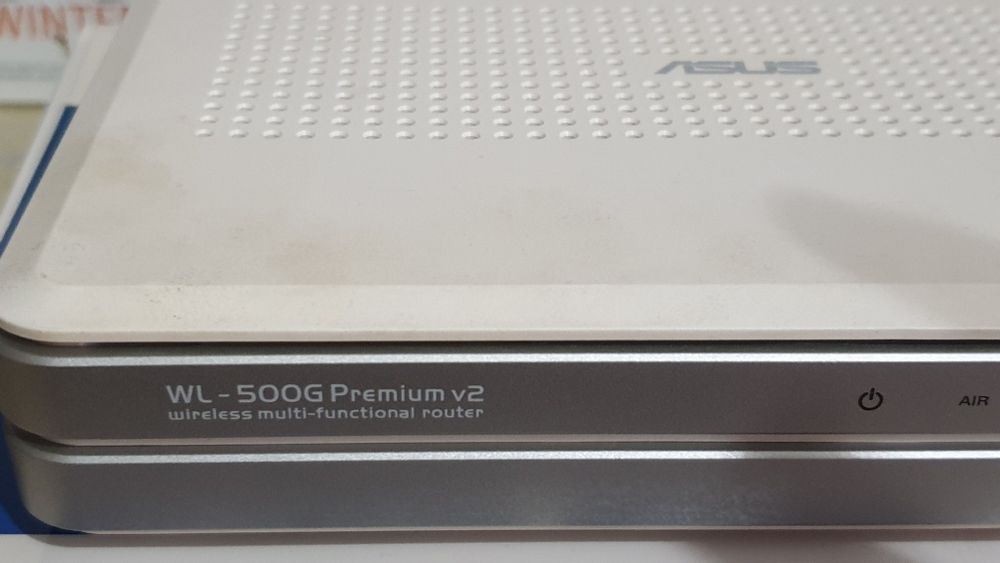 WINTE
ASUS
WL-500G Premium v2
wireless multi-functional router
AIR